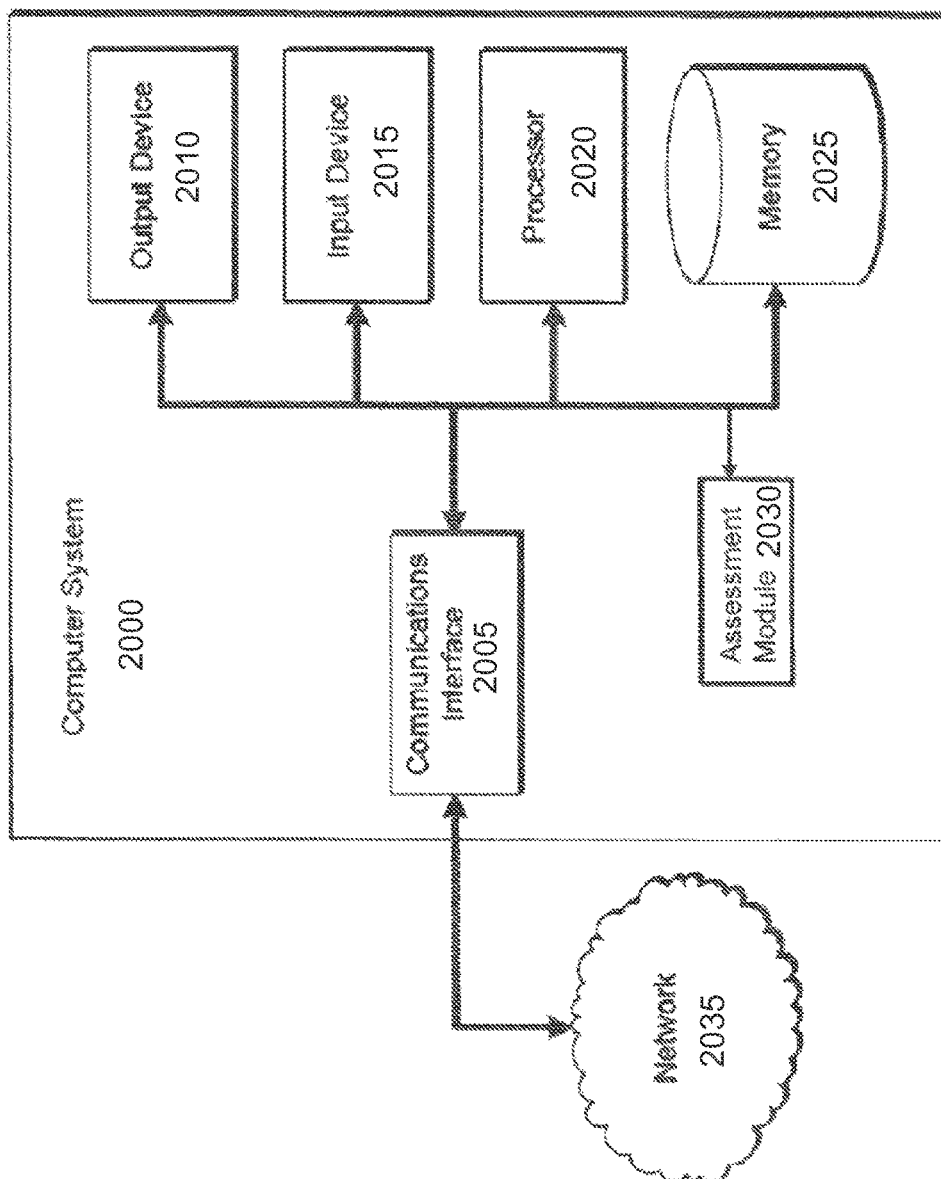 Computer System
2000
Output Device
2010
Input Device
2015
Processor
2020
Memory
2025
Communications
Interface
2005
Assessment
Module 2030
Network
2035